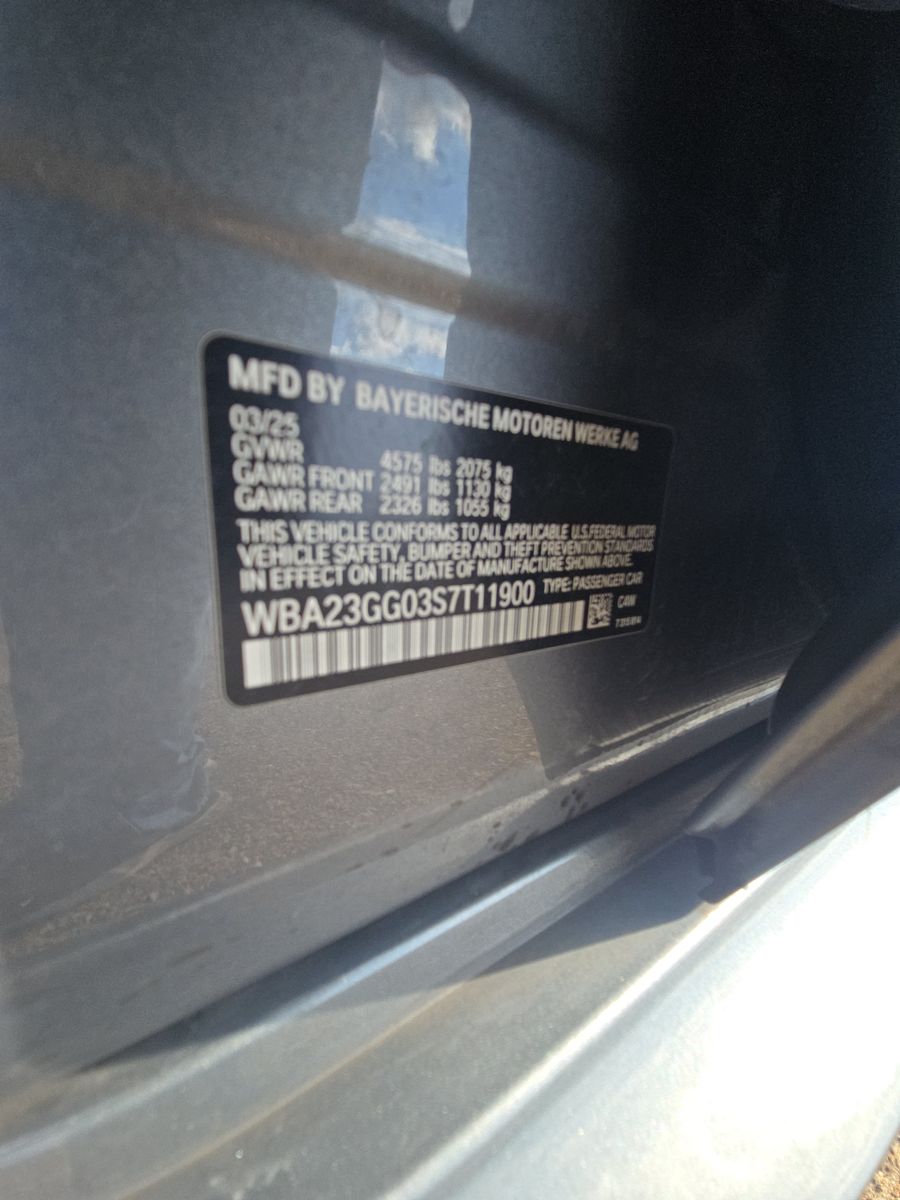 MFD BY BAYERISCHE MOTOREN WERKE AG
03/25
GVWR 4575 lbs 2075 kg
GAWR FRONT 2491 lbs 1130 kg
GAWR REAR 2326 lbs 1055 kg
THIS VEHICLE CONFORMS TO ALL APPLICABLE U.S.FEDERAL MOTOR
VEHICLE SAFETY, BUMPER AND THEFT PREVENTION STANDARDS
IN EFFECT ON THE DATE OF MANUFACTURE SHOWN ABOVE.
WBA23GG03S7T11900 TYPE: PASSENGER CAR
C4W